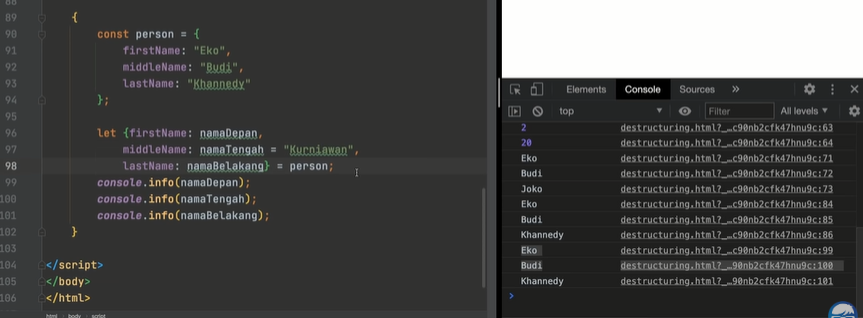 88
89 {
90 const person = {
91 firstName: "Eko",
92 middleName: "Budi",
93 lastName: "Khannedy"
94 };
95
96 let {firstName: namaDepan,
97 middleName: namaTengah = "Kurniawan",
98 lastName: namaBelakang} = person;
99 console.info(namaDepan);
100 console.info(namaTengah);
101 console.info(namaBelakang);
102 }
103
104 </script>
105 </body>
106 </html>
html body script
Elements Console Sources »
top Filter All levels
2 destructuring.html?_…c90nb2cfk47hnu9c:63
20 destructuring.html?_…c90nb2cfk47hnu9c:64
Eko destructuring.html?_…c90nb2cfk47hnu9c:71
Budi destructuring.html?_…c90nb2cfk47hnu9c:72
Joko destructuring.html?_…c90nb2cfk47hnu9c:73
Eko destructuring.html?_…c90nb2cfk47hnu9c:84
Budi destructuring.html?_…c90nb2cfk47hnu9c:85
Khannedy destructuring.html?_…c90nb2cfk47hnu9c:86
Eko destructuring.html?_…c90nb2cfk47hnu9c:99
Budi destructuring.html?_…90nb2cfk47hnu9c:100
Khannedy destructuring.html?_…90nb2cfk47hnu9c:101
>